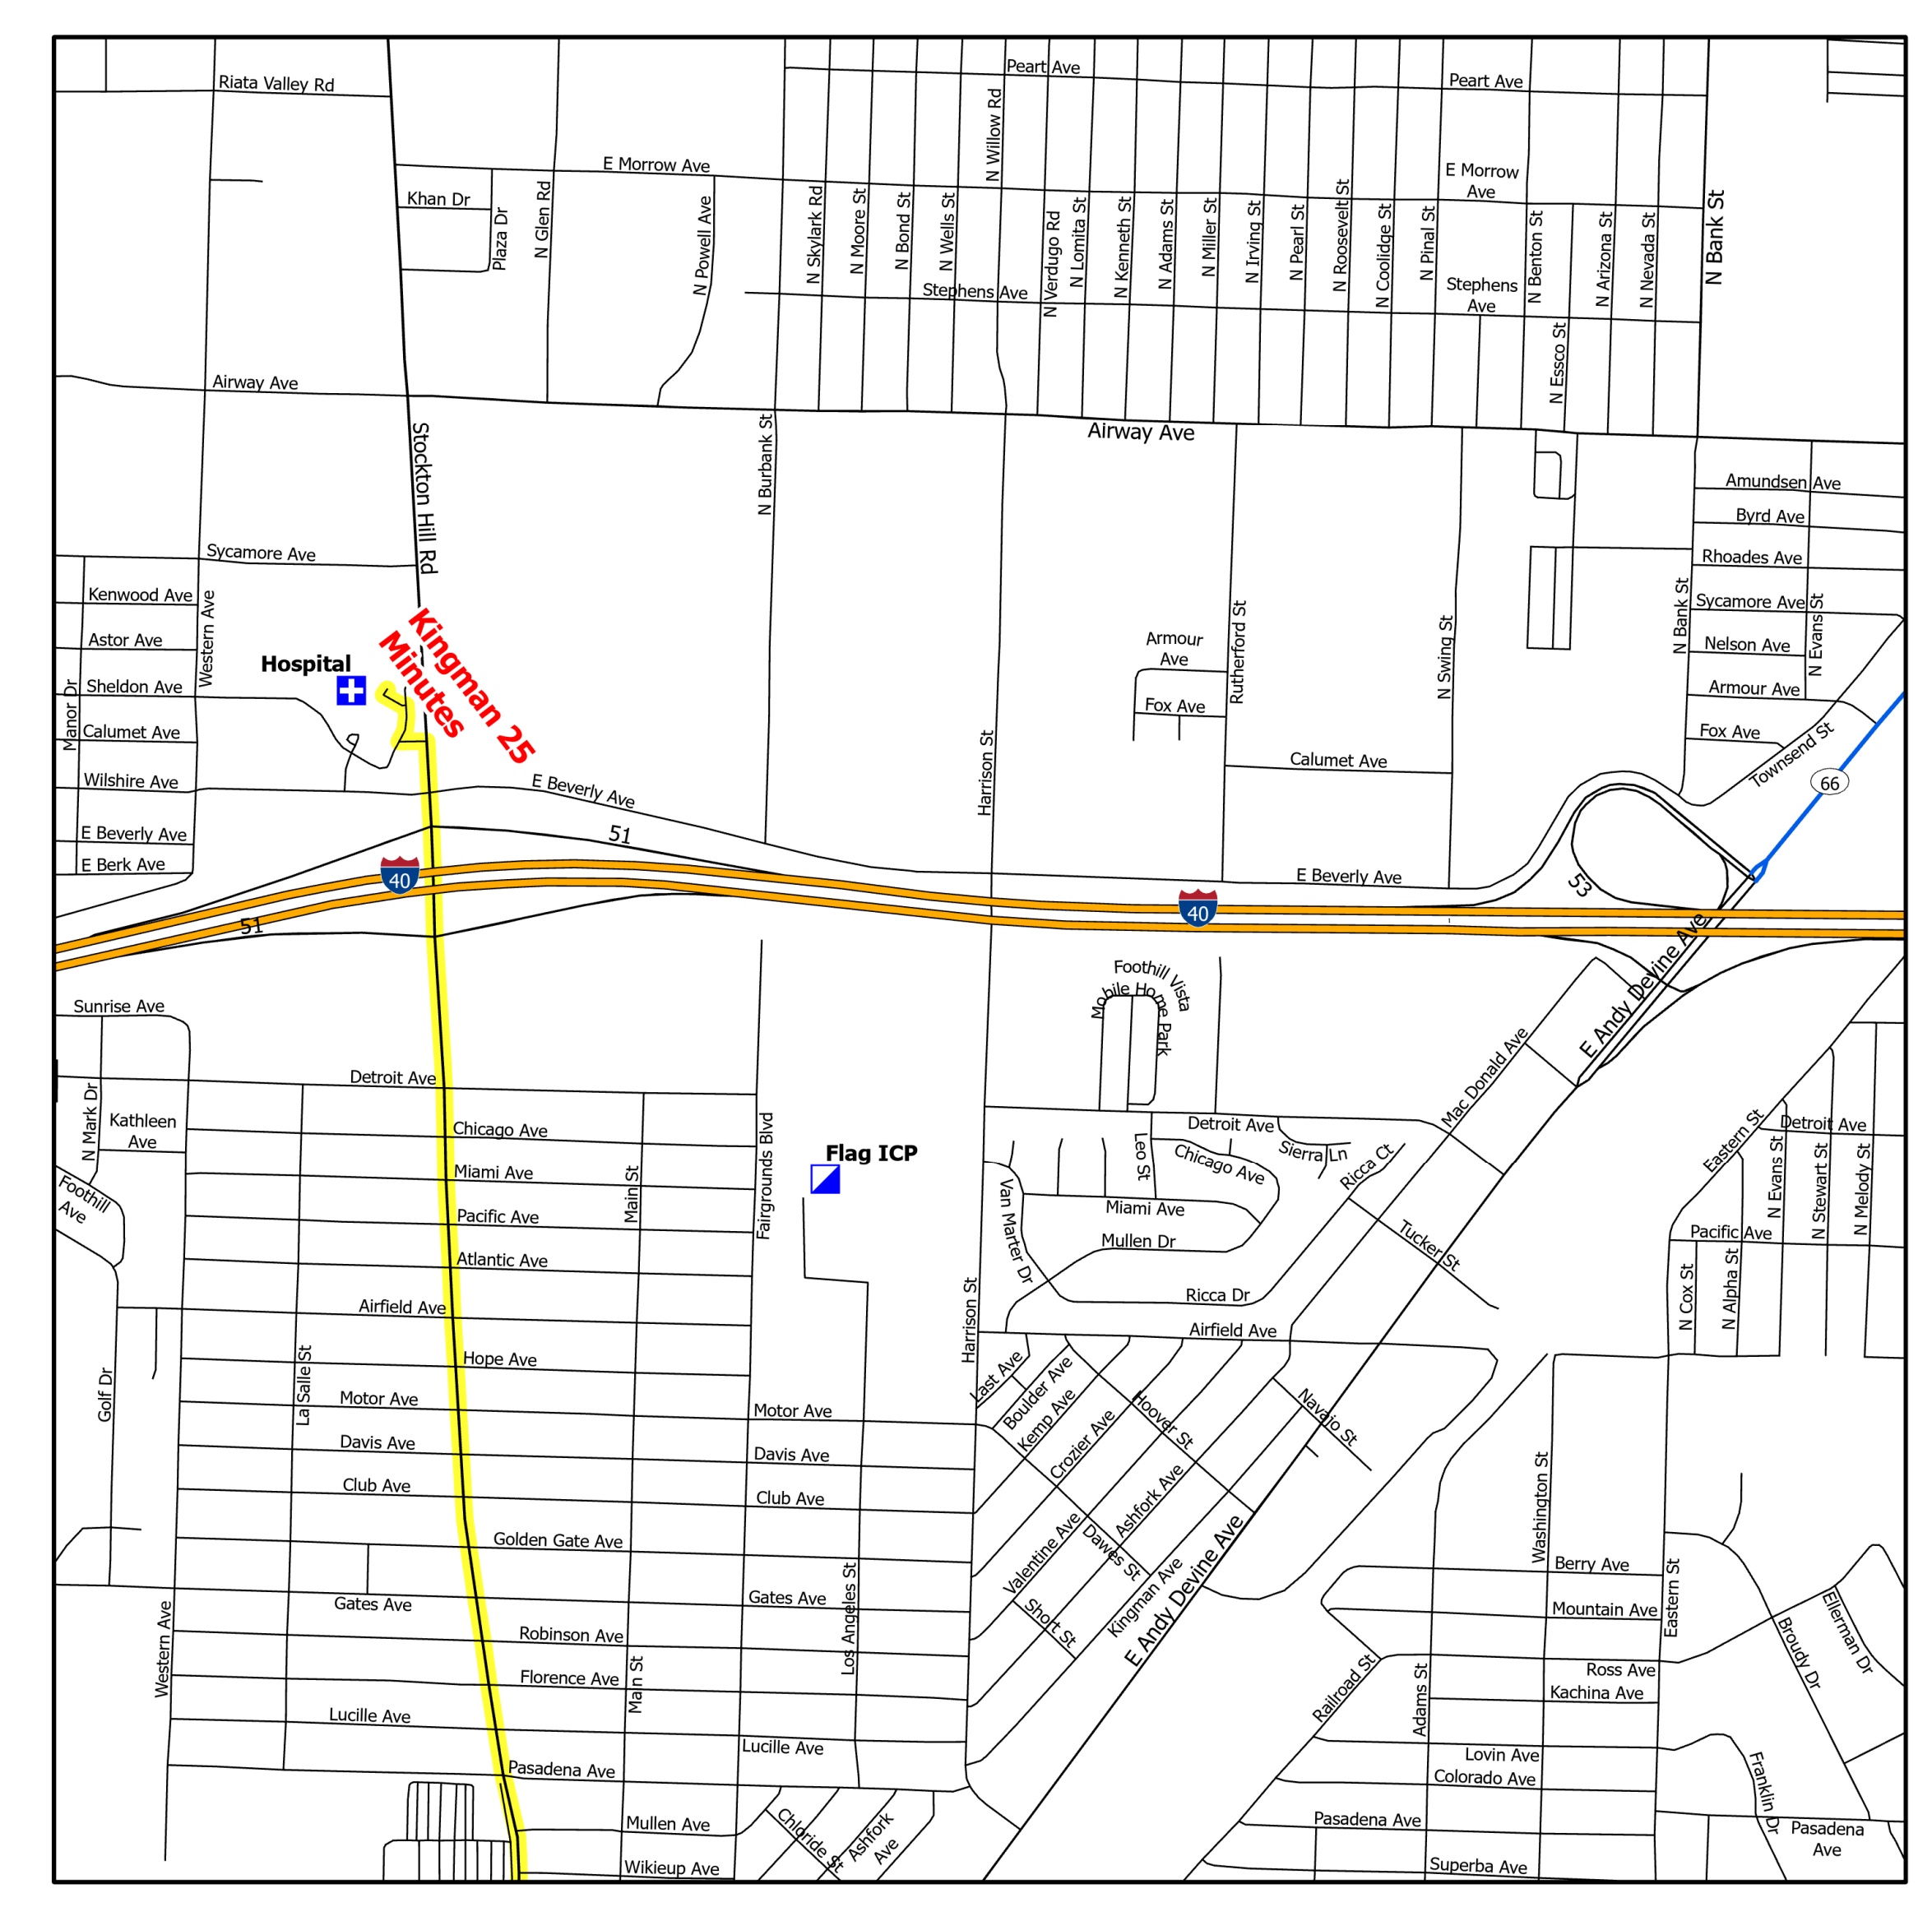 Riata Valley Rd
Peart Ave
Peart Ave
E Morrow Ave
E Morrow
Ave
Khan Dr
Plaza Dr
N Glen Rd
N Powell Ave
N Skylark Rd
N Moore St
N Bond St
N Wells St
N Willow Rd
N Verdugo Rd
N Lomita St
N Kenneth St
N Adams St
N Miller St
N Irving St
N Pearl St
N Roosevelt St
N Coolidge St
N Pinal St
N Benton St
N Essco St
N Arizona St
N Nevada St
N Bank St
Stephens Ave
Stephens
Ave
Airway Ave
Airway Ave
Stockton Hill Rd
N Burbank St
Amundsen Ave
Byrd Ave
Rhoades Ave
Sycamore Ave
Nelson Ave
Armour Ave
Fox Ave
N Bank St
N Evans St
Townsend St
66
Sycamore Ave
Kenwood Ave
Astor Ave
Sheldon Ave
Calumet Ave
Wilshire Ave
E Beverly Ave
E Berk Ave
Manor Dr
Western Ave
Hospital
Kingman 25
Minutes
Harrison St
Armour
Ave
Fox Ave
Rutherford St
N Swing St
Calumet Ave
E Beverly Ave
E Beverly Ave
51
51
53
40
40
E Andy Devine Ave
Sunrise Ave
N Mark Dr
Kathleen
Ave
Foothill
Ave
Golf Dr
Detroit Ave
Chicago Ave
Miami Ave
Pacific Ave
Atlantic Ave
Airfield Ave
Hope Ave
Motor Ave
Davis Ave
Club Ave
Golden Gate Ave
Gates Ave
Robinson Ave
Florence Ave
Lucille Ave
Pasadena Ave
Mullen Ave
Wikieup Ave
La Salle St
Main St
Main St
Western Ave
Fairgrounds Blvd
Flag ICP
Motor Ave
Davis Ave
Club Ave
Gates Ave
Lucille Ave
Los Angeles St
Harrison St
Chloride St
Ashfork
Ave
Foothill Vista
Mobile Home Park
Detroit Ave
Leo St
Chicago Ave
Sierra Ln
Ricca Ct
Miami Ave
Mullen Dr
Van Marter Dr
Ricca Dr
Airfield Ave
Mac Donald Ave
Tucker St
Last Ave
Boulder Ave
Kemp Ave
Crozier Ave
Hoover St
Navajo St
Valentine Ave
Ashfork Ave
Dawes St
Short St
Kingman Ave
E Andy Devine Ave
Eastern St
Detroit Ave
N Evans St
N Stewart St
N Melody St
Pacific Ave
N Cox St
N Alpha St
Washington St
Eastern St
Berry Ave
Mountain Ave
Ross Ave
Kachina Ave
Lovin Ave
Colorado Ave
Pasadena Ave
Superba Ave
Railroad St
Adams St
Broudy Dr
Ellerman Dr
Franklin Dr
Pasadena
Ave